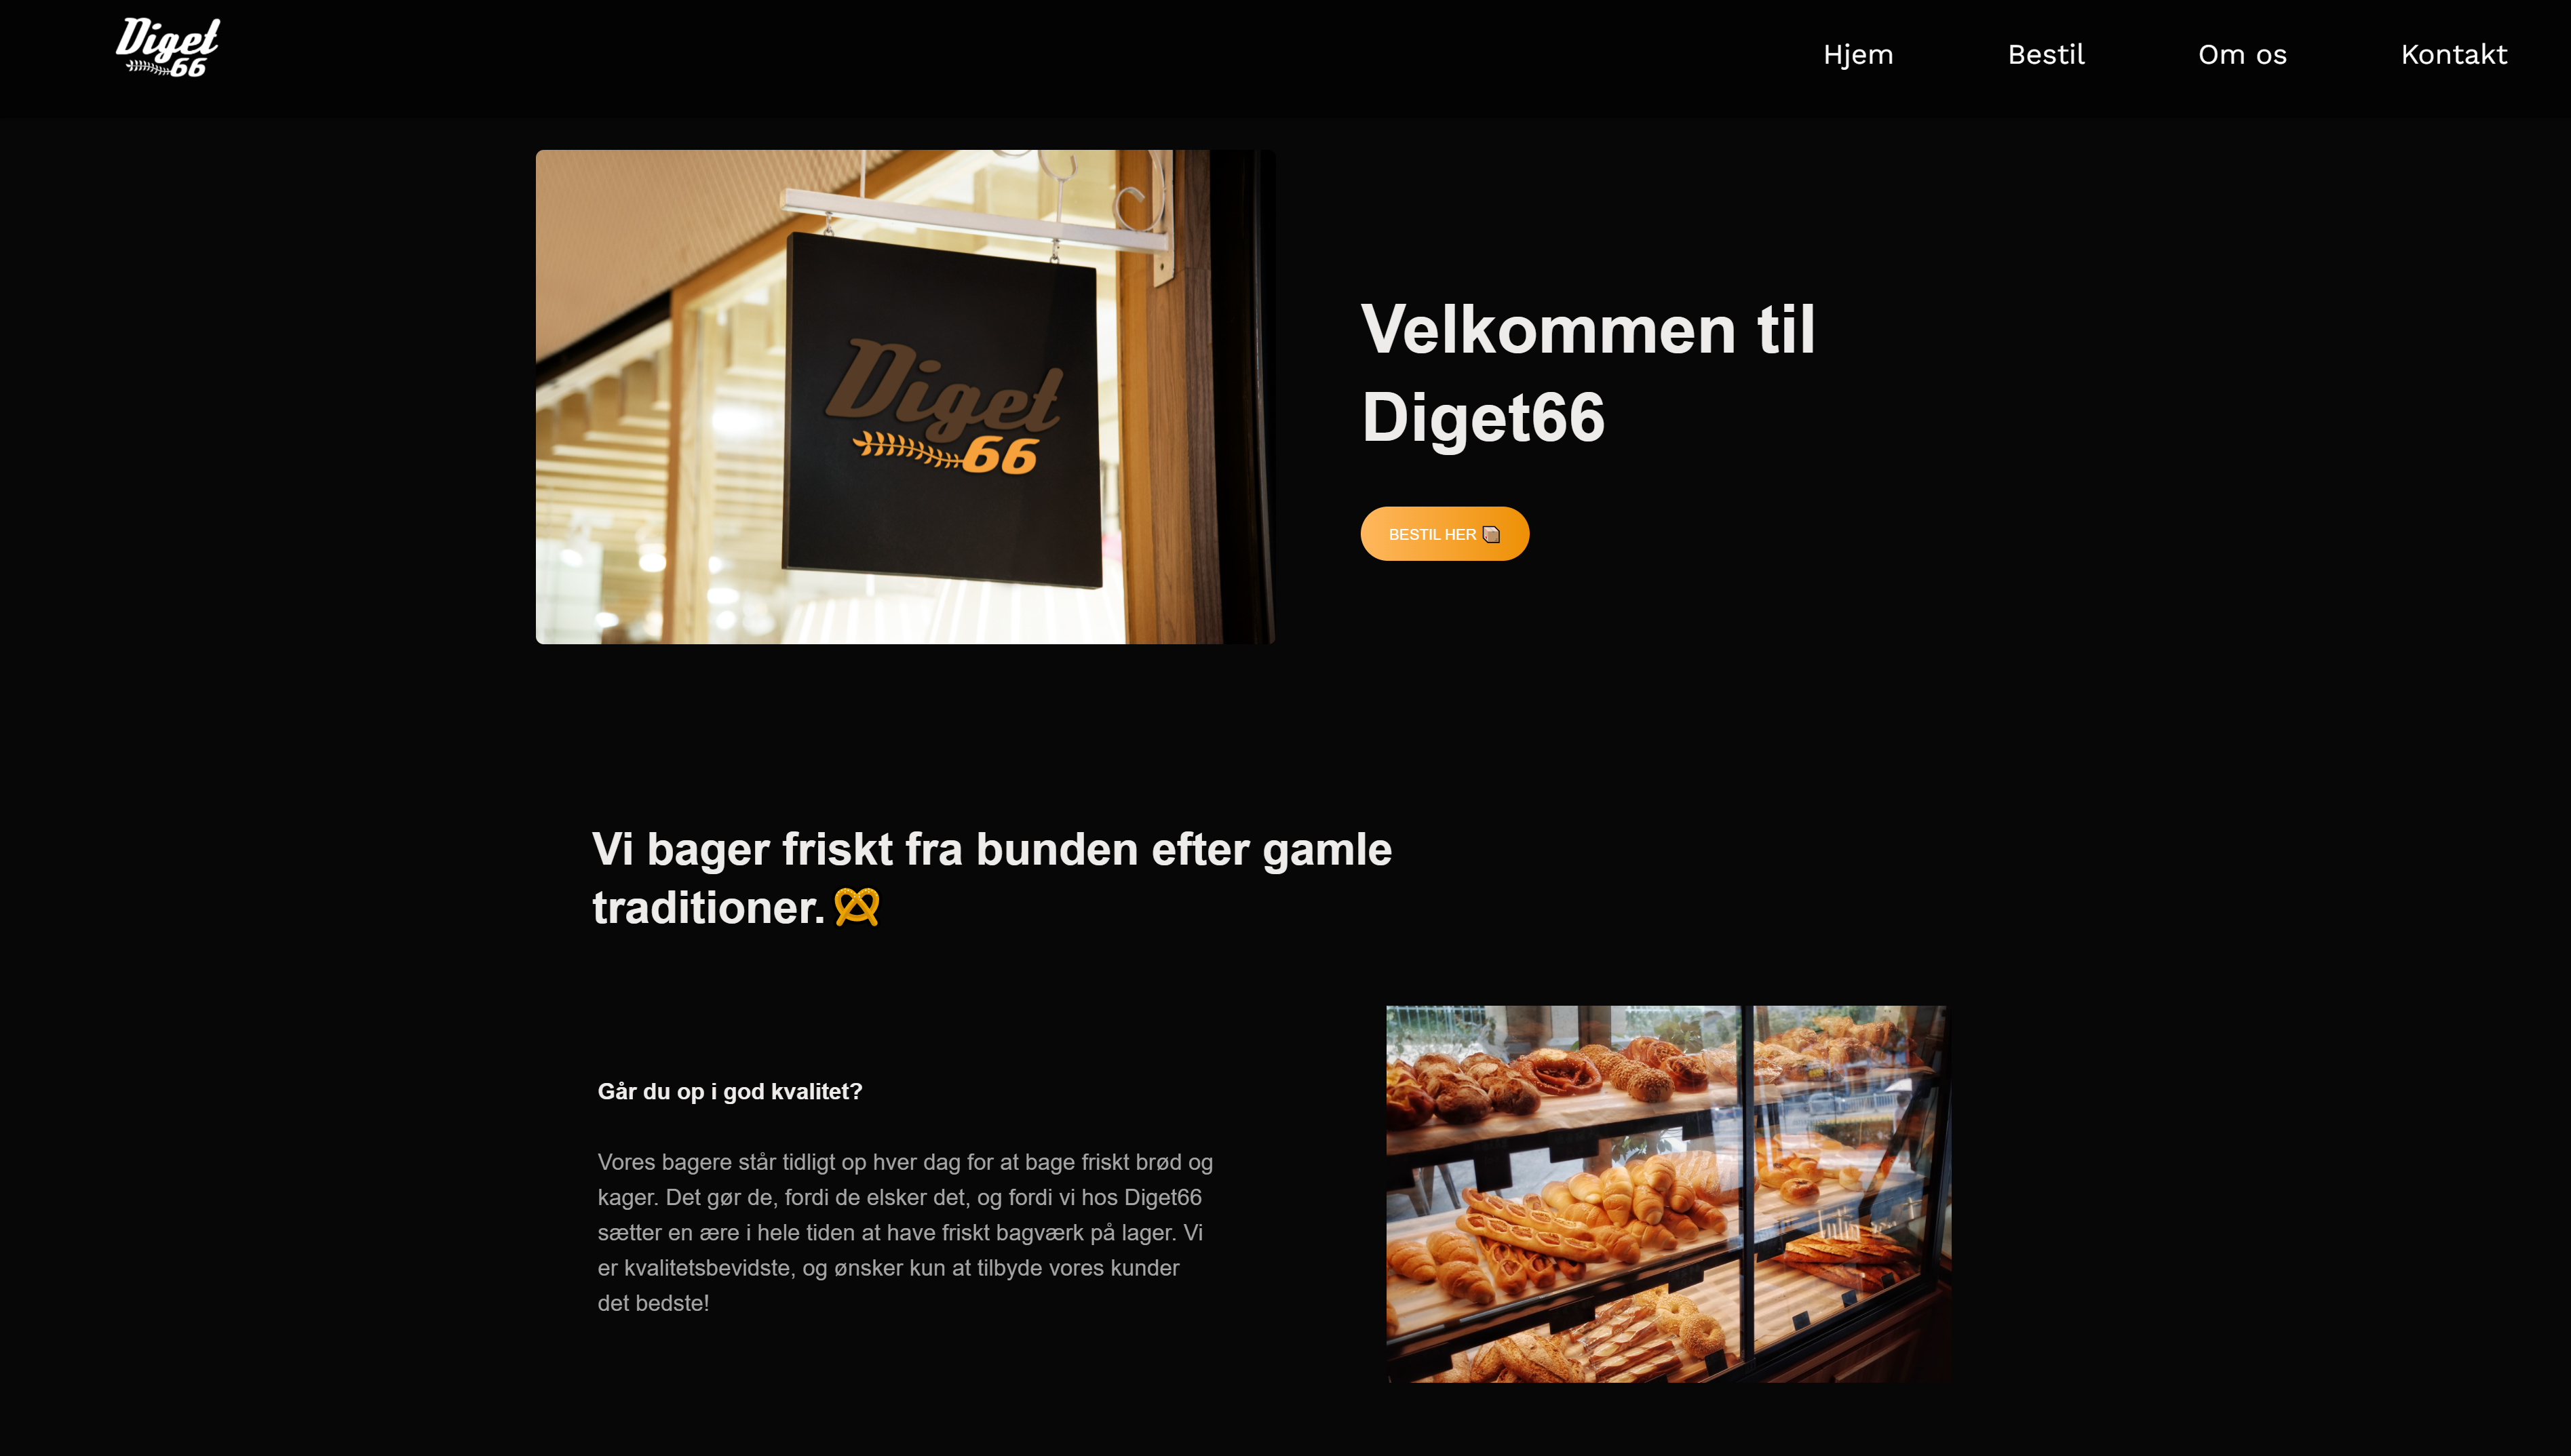 Diget
66
Hjem Bestil Om os Kontakt
Diget
66
Velkommen til
Diget66
BESTIL HER
Vi bager friskt fra bunden efter gamle
traditioner. 🥨
Går du op i god kvalitet?
Vores bagere står tidligt op hver dag for at bage friskt brød og
kager. Det gør de, fordi de elsker det, og fordi vi hos Diget66
sætter en ære i hele tiden at have friskt bagværk på lager. Vi
er kvalitetsbevidste, og ønsker kun at tilbyde vores kunder
det bedste!